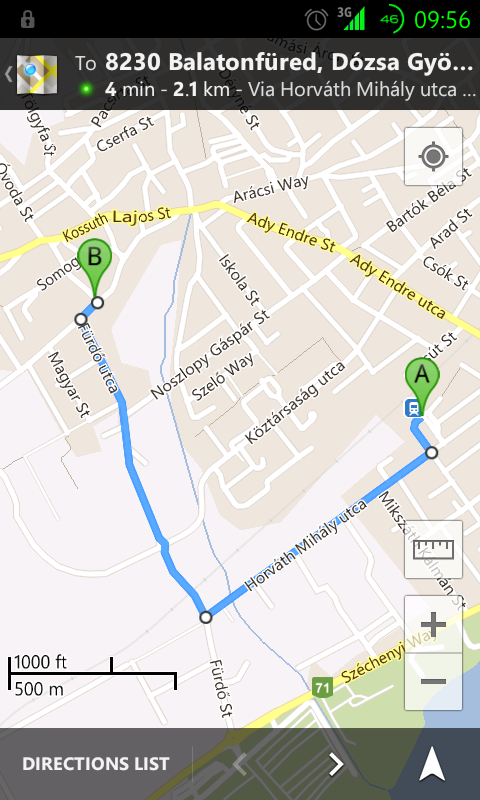 3G
46
09:56
To 8230 Balatonfüred, Dózsa Gyö...
4 min - 2.1 km - Via Horváth Mihály utca ...
Cserfa St
Óvoda St
Arácsi Way
Bartók Béla St
Kossuth Lajos St
Arad St
Ady Endre St
Csók St
Somog
Iskola St
Ady Endre utca
B
Fürdő utca
Noszlopy Gáspár St
Magyar St
Szeló Way
A
Köztársaság utca
Mikszáth Kálmán St
Horváth Mihály utca
Széchenyi Way
1000 ft
500 m
Fürdő St
71
DIRECTIONS LIST